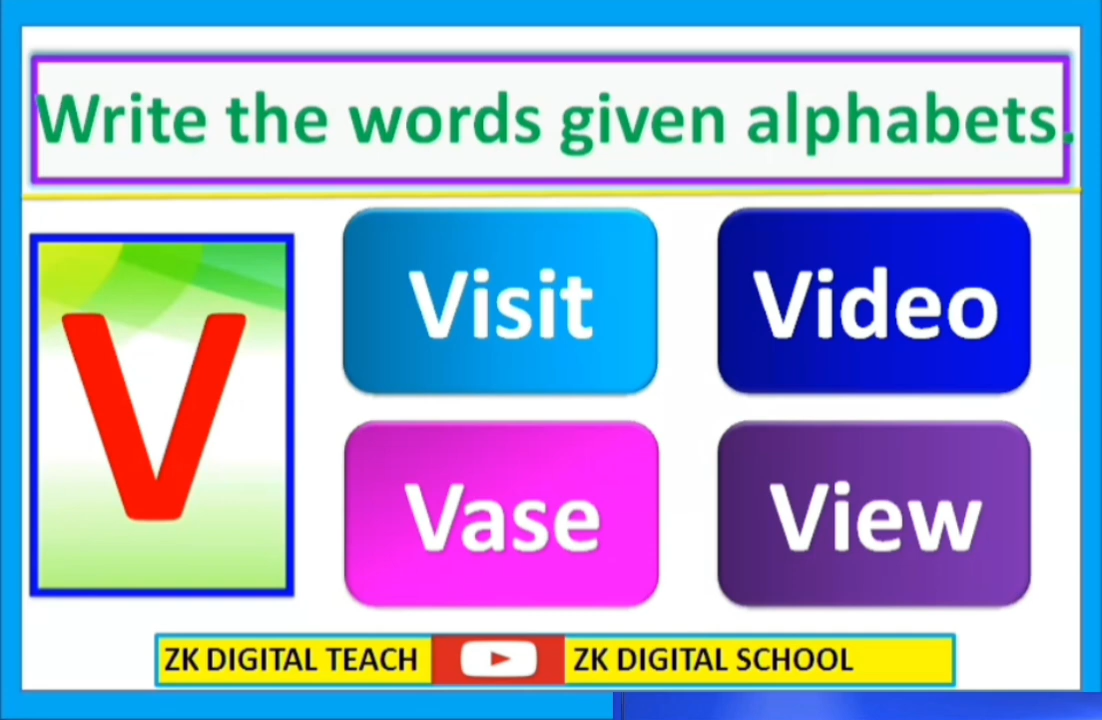 Write the words given alphabets.
V
Visit
Video
Vase
View
ZK DIGITAL TEACH
ZK DIGITAL SCHOOL